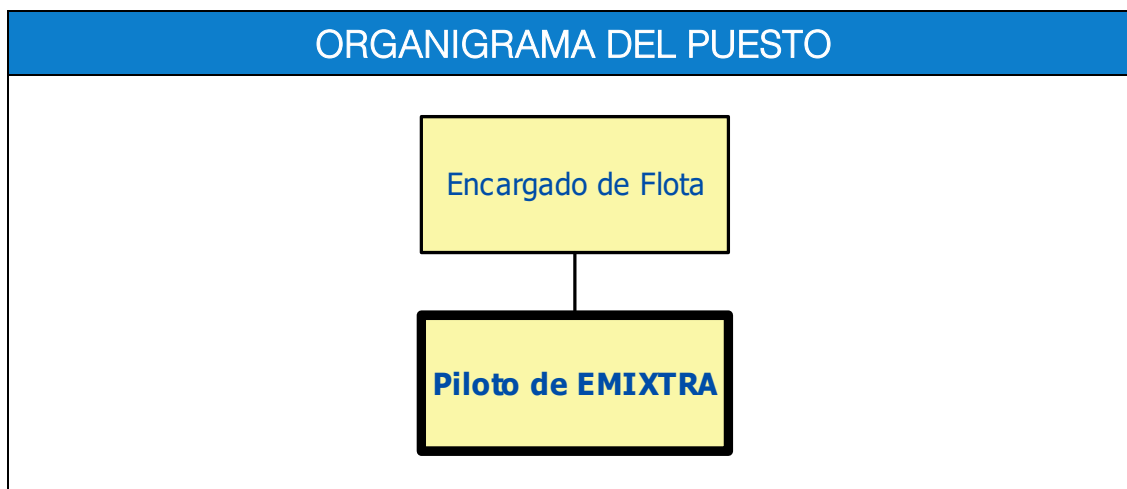 ORGANIGRAMA DEL PUESTO
Encargado de Flota
Piloto de EMIXTRA